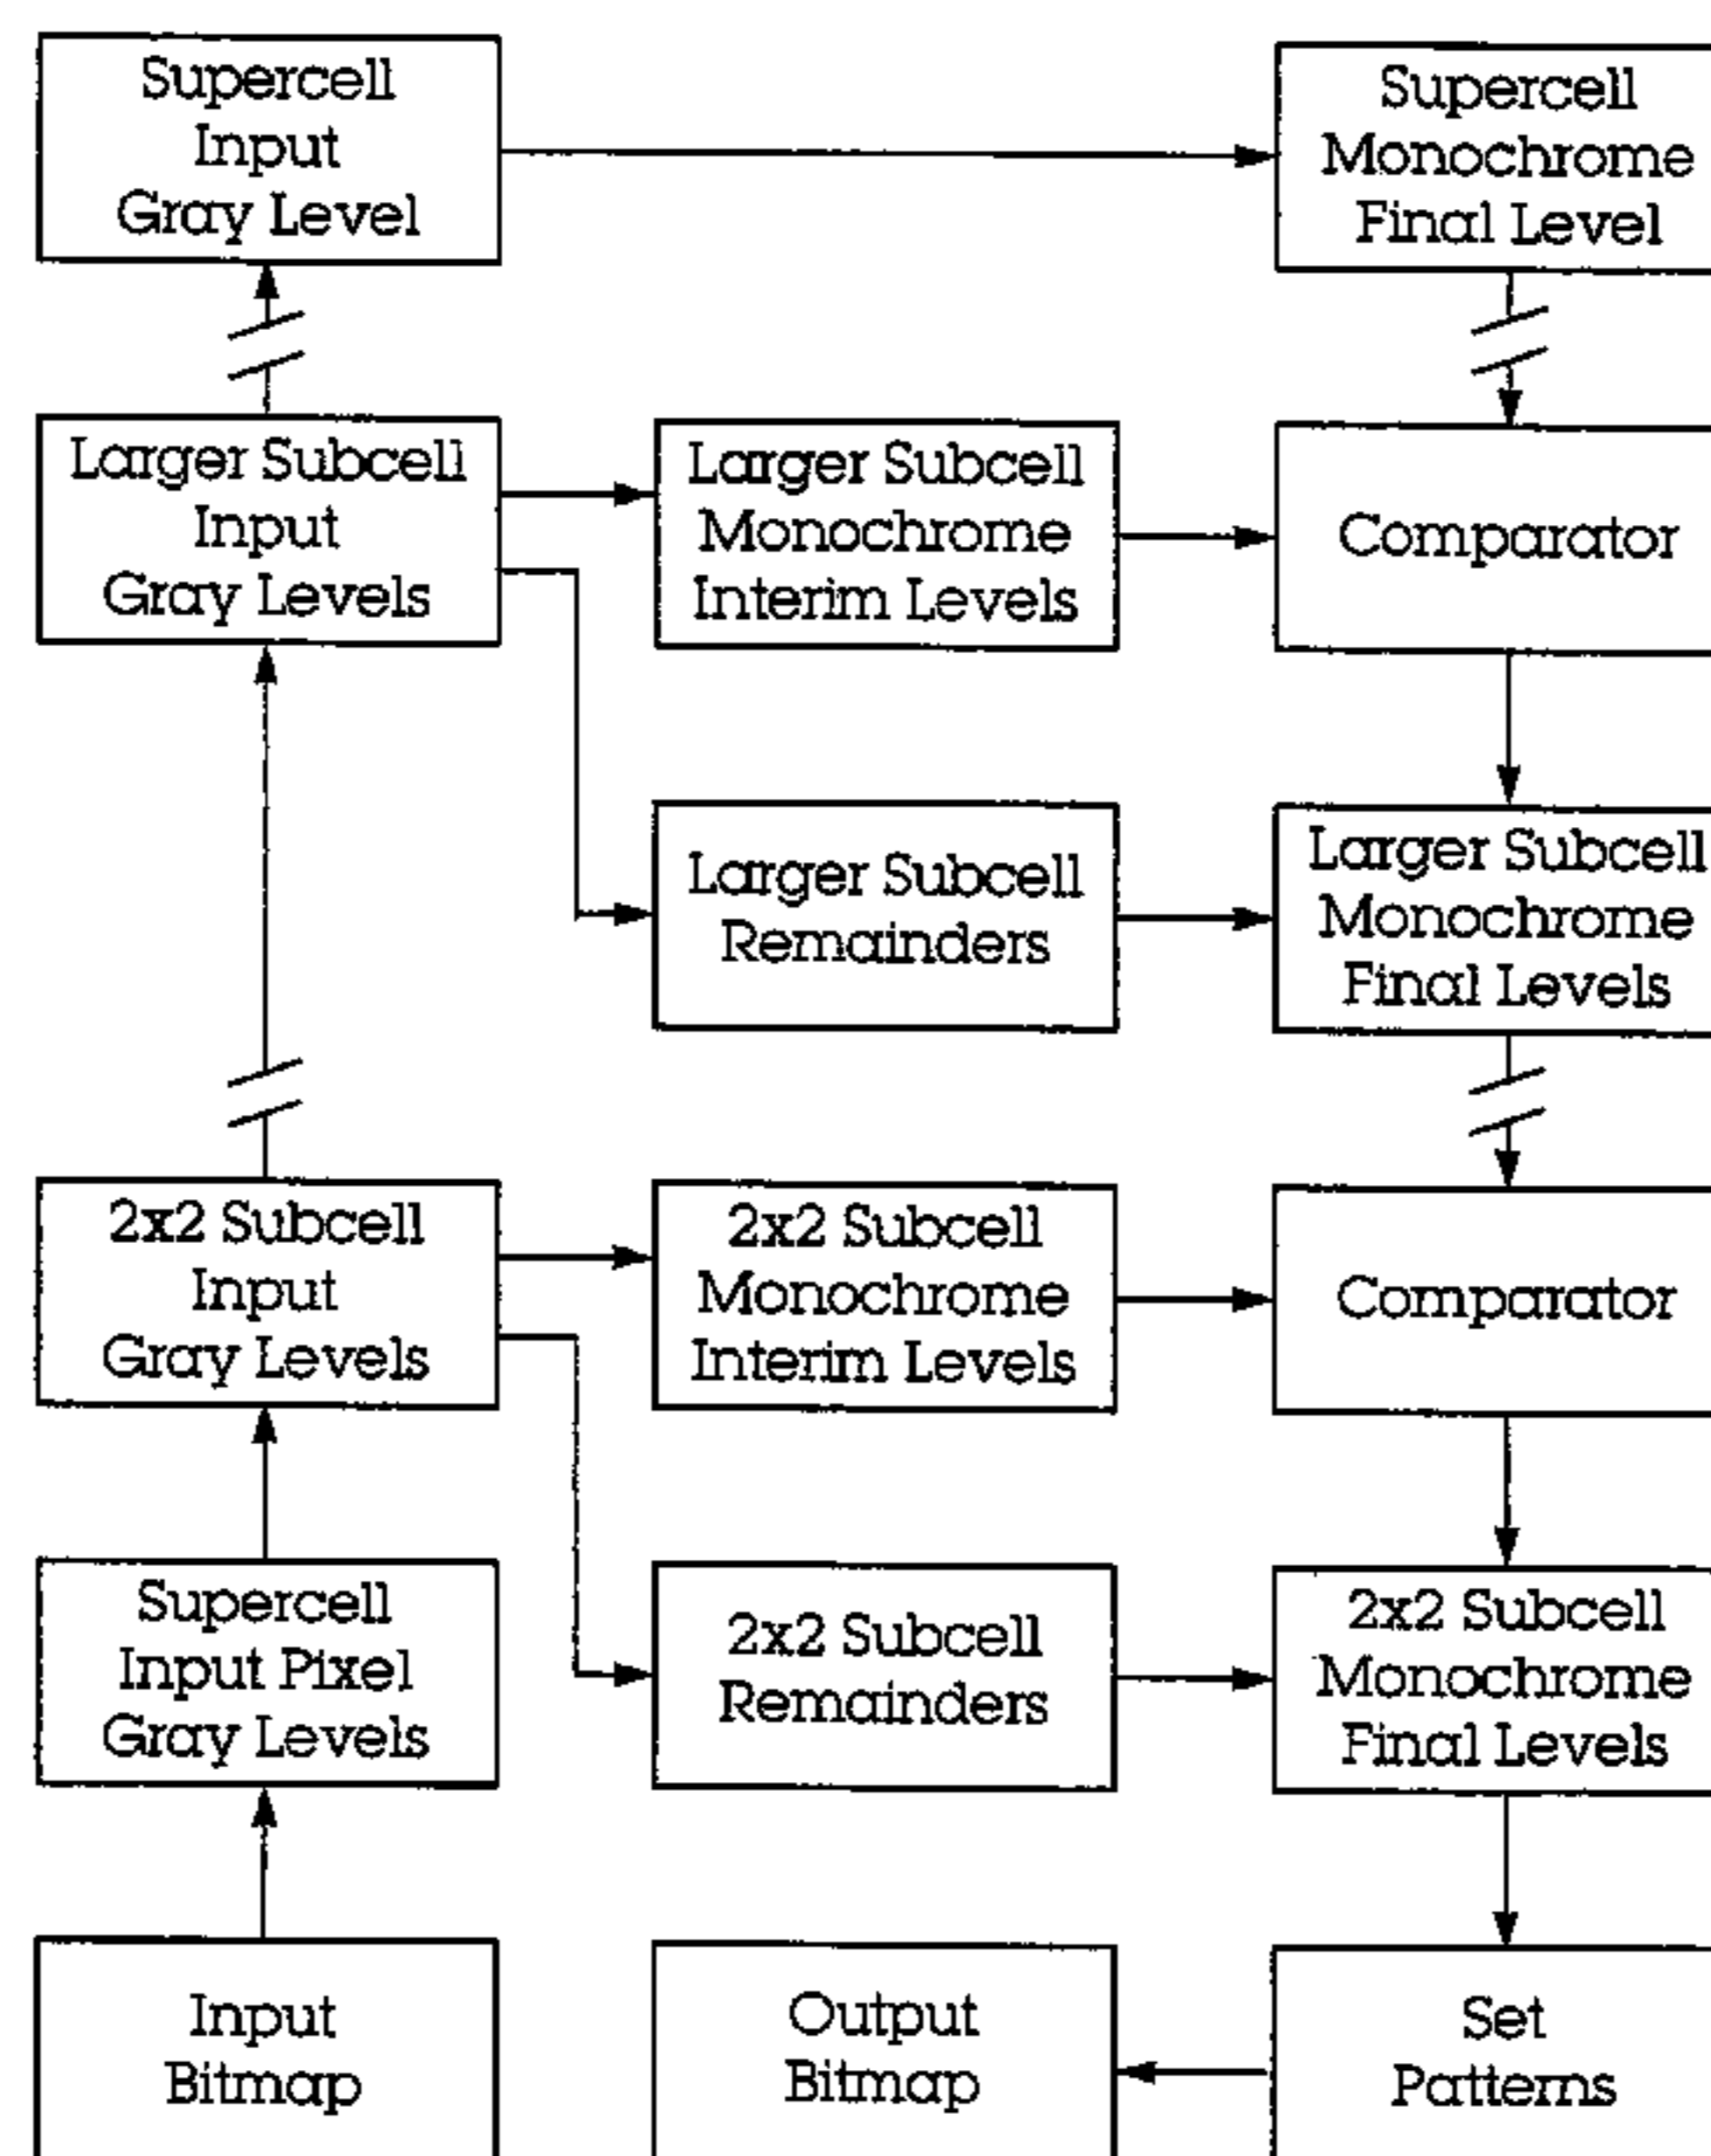 Supercell
Input
Gray Level
Supercell
Monochrome
Final Level
Larger Subcell
Input
Gray Levels
Larger Subcell
Monochrome
Interim Levels
Comparator
Larger Subcell
Remainders
Larger Subcell
Monochrome
Final Levels
2x2 Subcell
Input
Gray Levels
2x2 Subcell
Monochrome
Interim Levels
Comparator
Supercell
Input Pixel
Gray Levels
2x2 Subcell
Remainders
2x2 Subcell
Monochrome
Final Levels
Input
Bitmap
Output
Bitmap
Set
Patterns